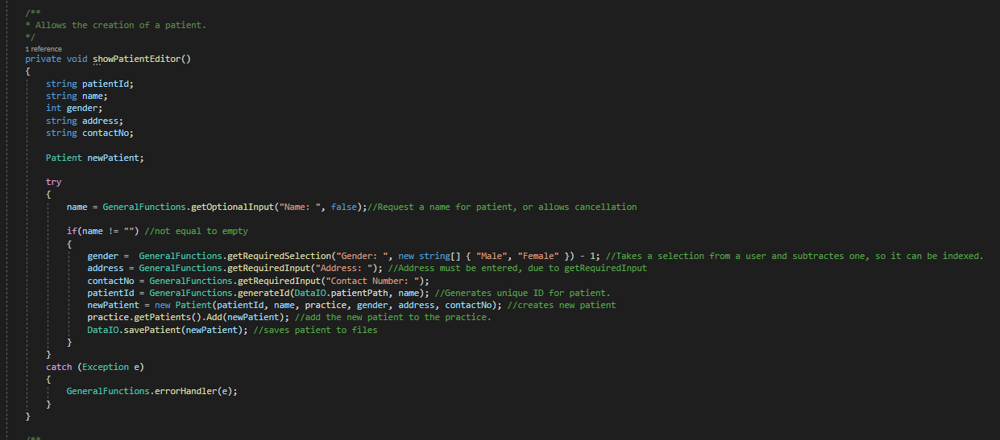 /**
* Allows the creation of a patient.
*/
1 reference
private void showPatientEditor()
{
string patientId;
string name;
int gender;
string address;
string contactNo;
Patient newPatient;
try
{
name = GeneralFunctions.getOptionalInput("Name: ", false);//Request a name for patient, or allows cancellation
if(name != "") //not equal to empty
{
gender =  GeneralFunctions.getRequiredSelection("Gender: ", new string[] { "Male", "Female" }) - 1; //Takes a selection from a user and subtractes one, so it can be indexed.
address = GeneralFunctions.getRequiredInput("Address: "); //Address must be entered, due to getRequiredInput
contactNo = GeneralFunctions.getRequiredInput("Contact Number: ");
patientId = GeneralFunctions.generateId(DataIO.patientPath, name); //Generates unique ID for patient.
newPatient = new Patient(patientId, name, practice, gender, address, contactNo); //creates new patient
practice.getPatients().Add(newPatient); //add the new patient to the practice.
DataIO.savePatient(newPatient); //saves patient to files
}
}
catch (Exception e)
{
GeneralFunctions.errorHandler(e);
}
}
/**